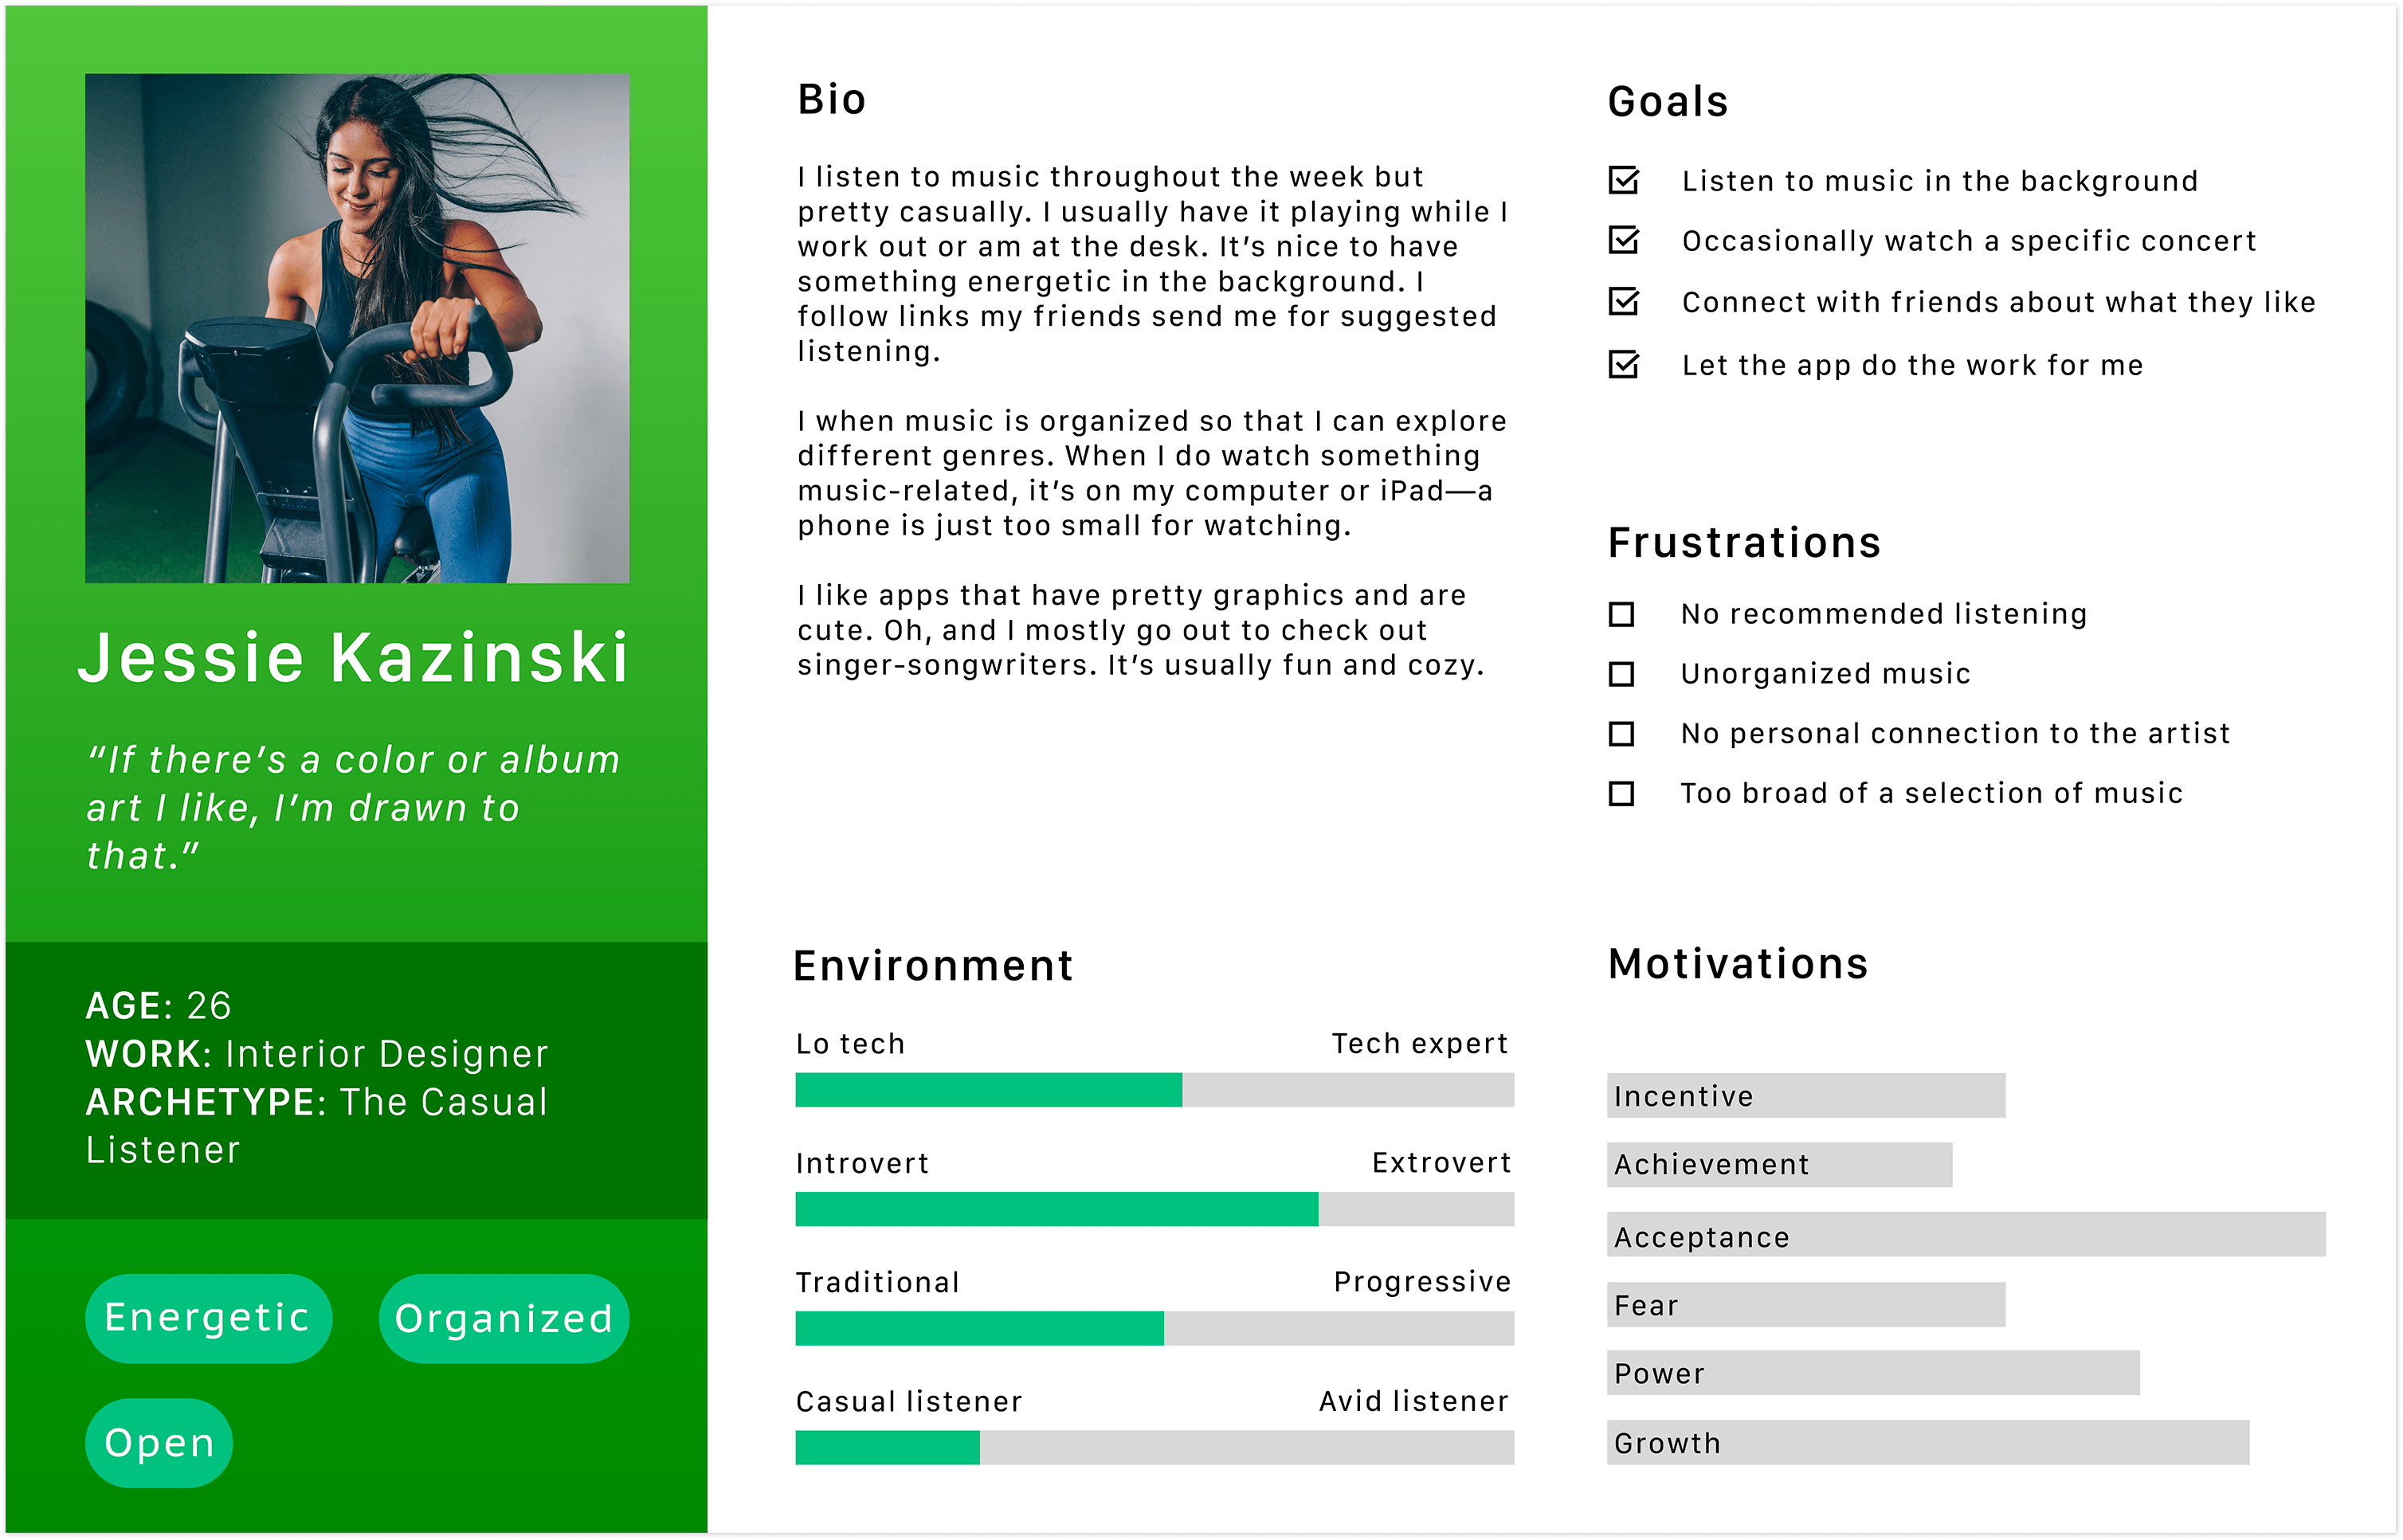 Jessie Kazinski
“If there’s a color or album
art I like, I’m drawn to
that.”
AGE: 26
WORK: Interior Designer
ARCHETYPE: The Casual
Listener
Energetic
Organized
Open
Bio
I listen to music throughout the week but
pretty casually. I usually have it playing while I
work out or am at the desk. It’s nice to have
something energetic in the background. I
follow links my friends send me for suggested
listening.
I when music is organized so that I can explore
different genres. When I do watch something
music-related, it’s on my computer or iPad—a
phone is just too small for watching.
I like apps that have pretty graphics and are
cute. Oh, and I mostly go out to check out
singer-songwriters. It’s usually fun and cozy.
Environment
Lo tech Tech expert
Introvert Extrovert
Traditional Progressive
Casual listener Avid listener
Goals
Listen to music in the background
Occasionally watch a specific concert
Connect with friends about what they like
Let the app do the work for me
Frustrations
No recommended listening
Unorganized music
No personal connection to the artist
Too broad of a selection of music
Motivations
Incentive
Achievement
Acceptance
Fear
Power
Growth